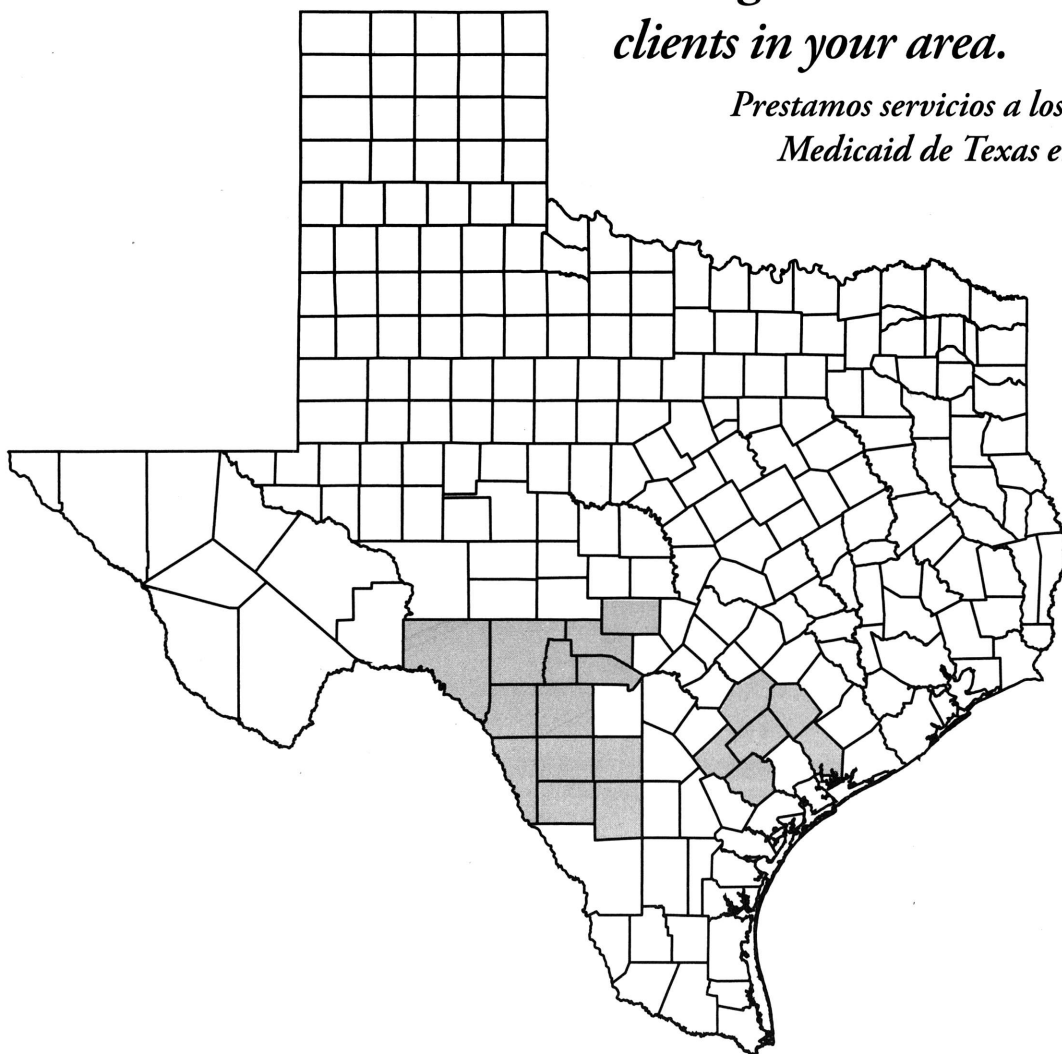 clients in your area.
Prestamos servicios a los
Medicaid de Texas e